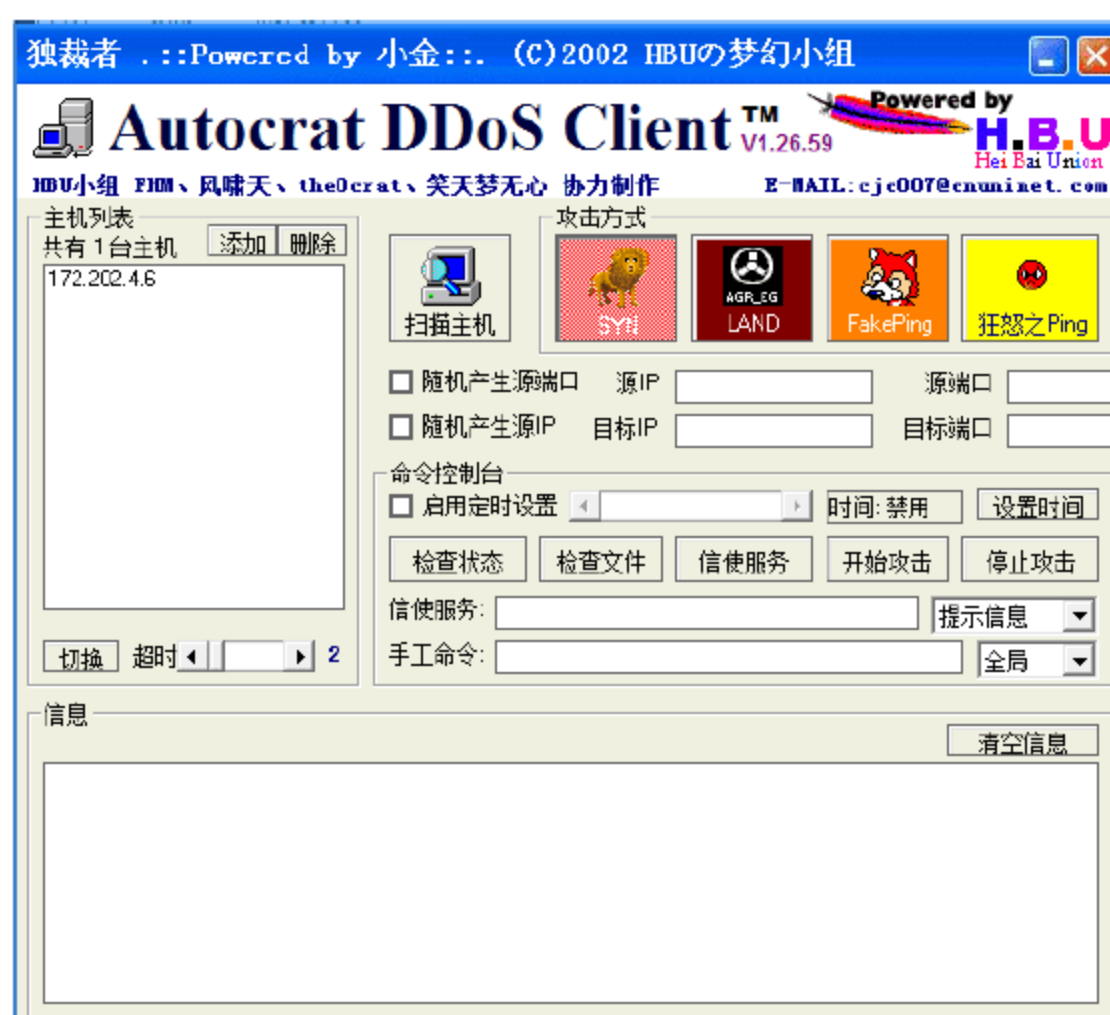 独裁者 .::Powered by 小金::. (C)2002 HBUの梦幻小组
Autocrat DDoS Client TM V1.26.59
Powered by
H.B.U
Hei Bai Union
HBU小组 FHM、风啸天、the0crat、笑天梦无心 协力制作 E-MAIL:cjc007@cnuninet.com
主机列表
共有 1 台主机 添加 删除
172.202.4.6
扫描主机
攻击方式
SYN
AGR_EG
LAND
FakePing
狂怒之Ping
随机产生源端口 源IP 源端口
随机产生源IP 目标IP 目标端口
命令控制台
启用定时设置 时间: 禁用 设置时间
检查状态 检查文件 信使服务 开始攻击 停止攻击
信使服务: 提示信息
手工命令: 全局
切换 超时 2
信息
清空信息